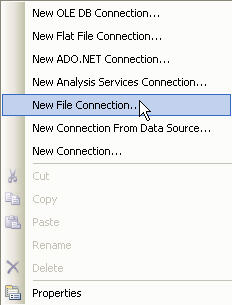 New OLE DB Connection...
New Flat File Connection...
New ADO.NET Connection...
New Analysis Services Connection...
New File Connection...
New Connection From Data Source...
New Connection...
Cut
Copy
Paste
Rename
Delete
Properties